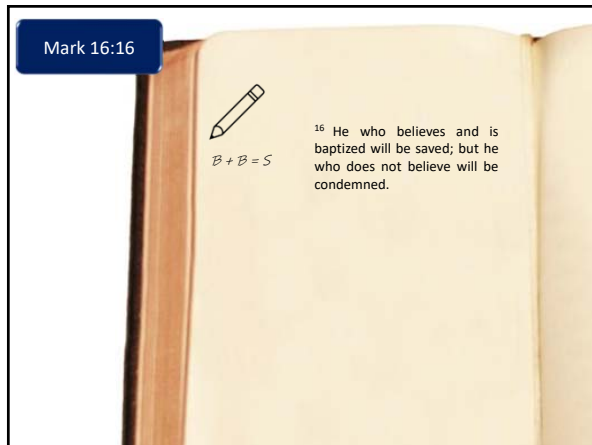 Mark 16:16
B + B = S
16 He who believes and is
baptized will be saved; but he
who does not believe will be
condemned.